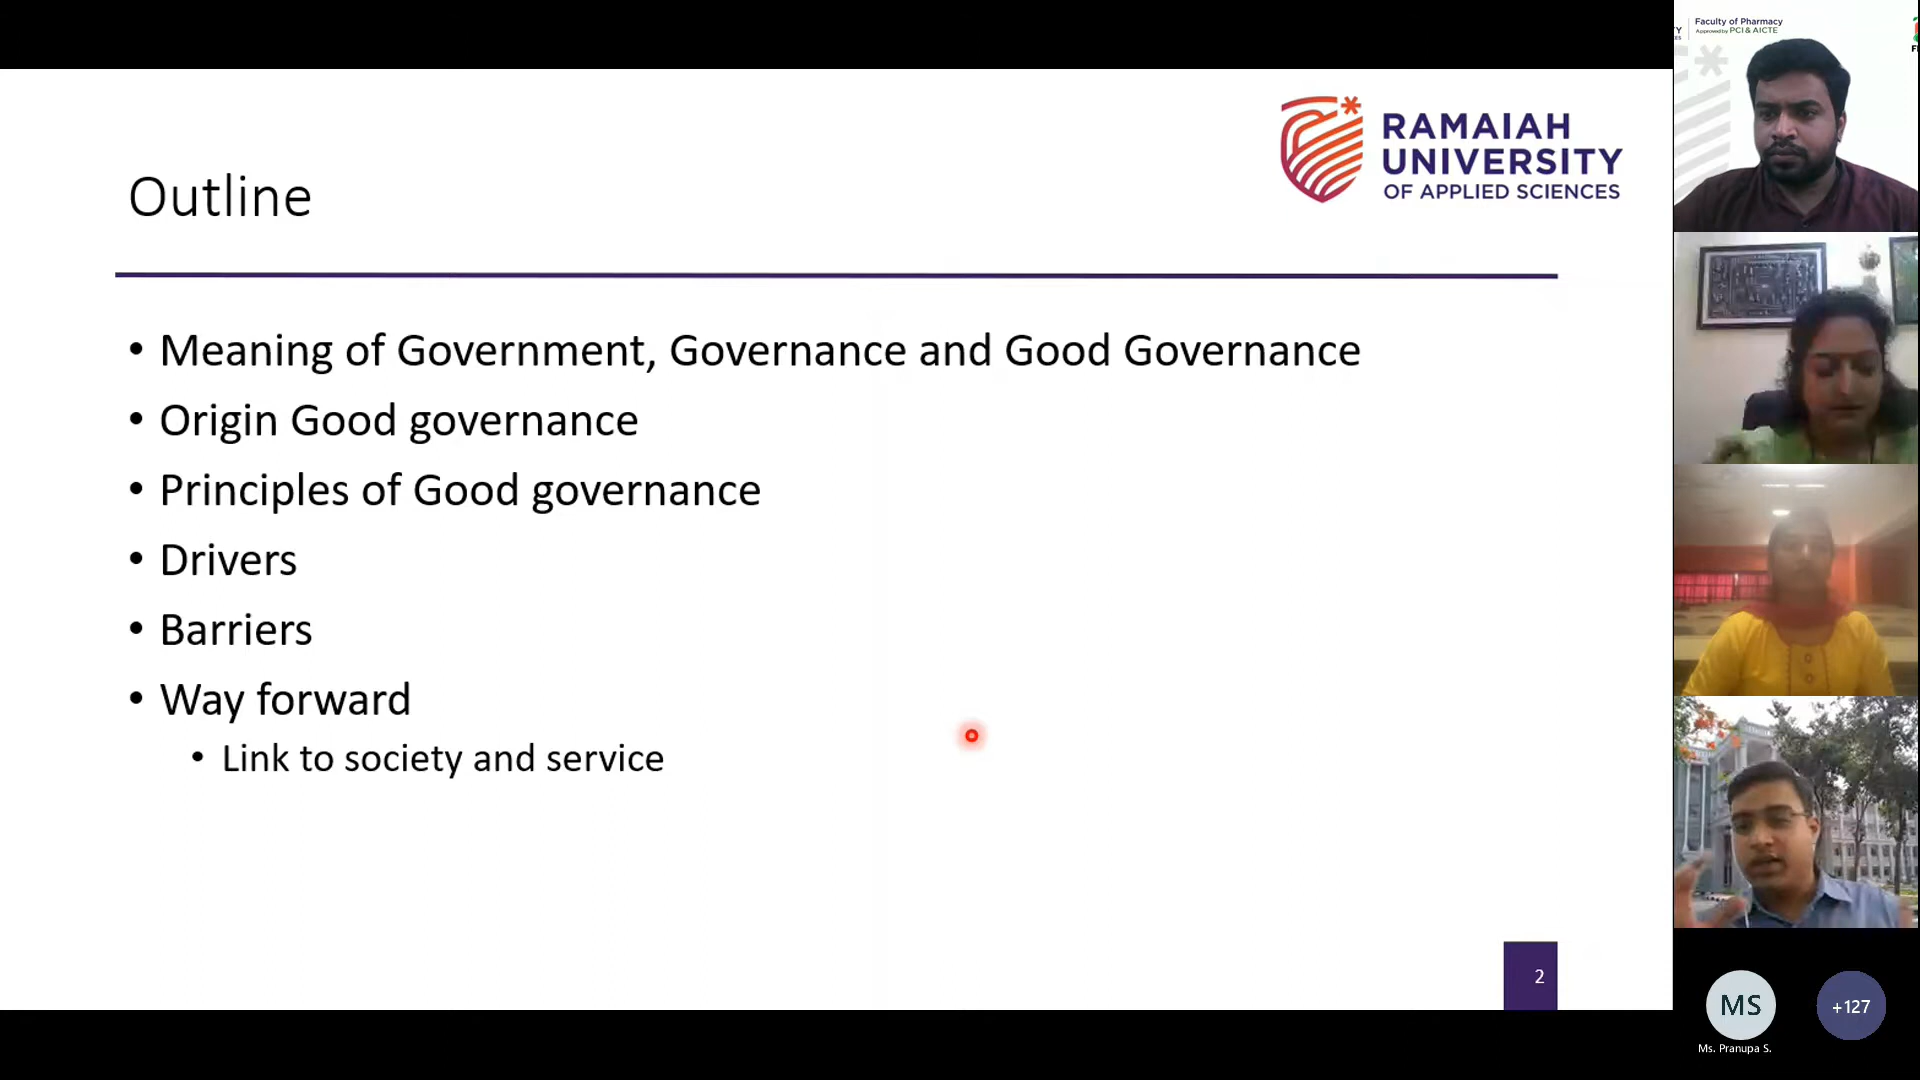 Outline
RAMAIAH
UNIVERSITY
OF APPLIED SCIENCES
• Meaning of Government, Governance and Good Governance
• Origin Good governance
• Principles of Good governance
• Drivers
• Barriers
• Way forward
• Link to society and service
2
Faculty of Pharmacy
Approved by PCI & AICTE
MS
+127
Ms. Pranupa S.